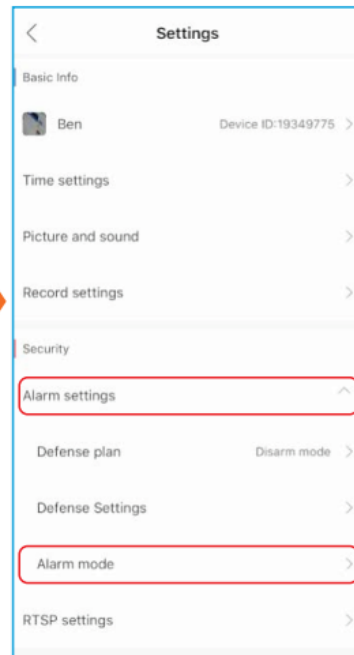 Settings
Basic Info
Ben Device ID:19349775
Time settings
Picture and sound
Record settings
Security
Alarm settings
Defense plan Disarm mode
Defense Settings
Alarm mode
RTSP settings